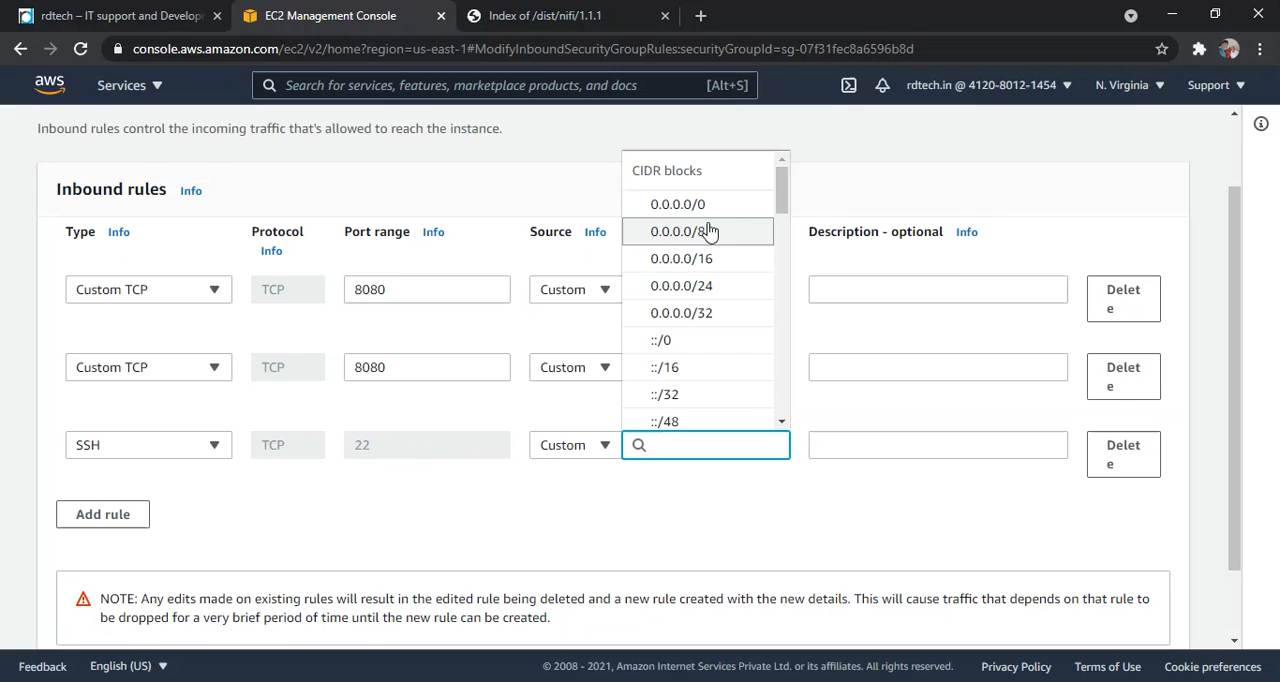 rdtech – IT support and Develop
EC2 Management Console
Index of /dist/nifi/1.1.1
console.aws.amazon.com/ec2/v2/home?region=us-east-1#ModifyInboundSecurityGroupRules:securityGroupId=sg-07f31fec8a6596b8d
aws
Services
Search for services, features, marketplace products, and docs
[Alt+S]
rdtech.in @ 4120-8012-1454
N. Virginia
Support
Inbound rules control the incoming traffic that's allowed to reach the instance.
Inbound rules Info
Type Info
Protocol
Info
Port range Info
Source Info
Description - optional Info
Custom TCP
TCP
8080
Custom
Delet
e
Custom TCP
TCP
8080
Custom
Delet
e
SSH
TCP
22
Custom
Delet
e
CIDR blocks
0.0.0.0/0
0.0.0.0/8
0.0.0.0/16
0.0.0.0/24
0.0.0.0/32
::/0
::/16
::/32
::/48
Add rule
NOTE: Any edits made on existing rules will result in the edited rule being deleted and a new rule created with the new details. This will cause traffic that depends on that rule to
be dropped for a very brief period of time until the new rule can be created.
Feedback
English (US)
© 2008 - 2021, Amazon Internet Services Private Ltd. or its affiliates. All rights reserved.
Privacy Policy
Terms of Use
Cookie preferences